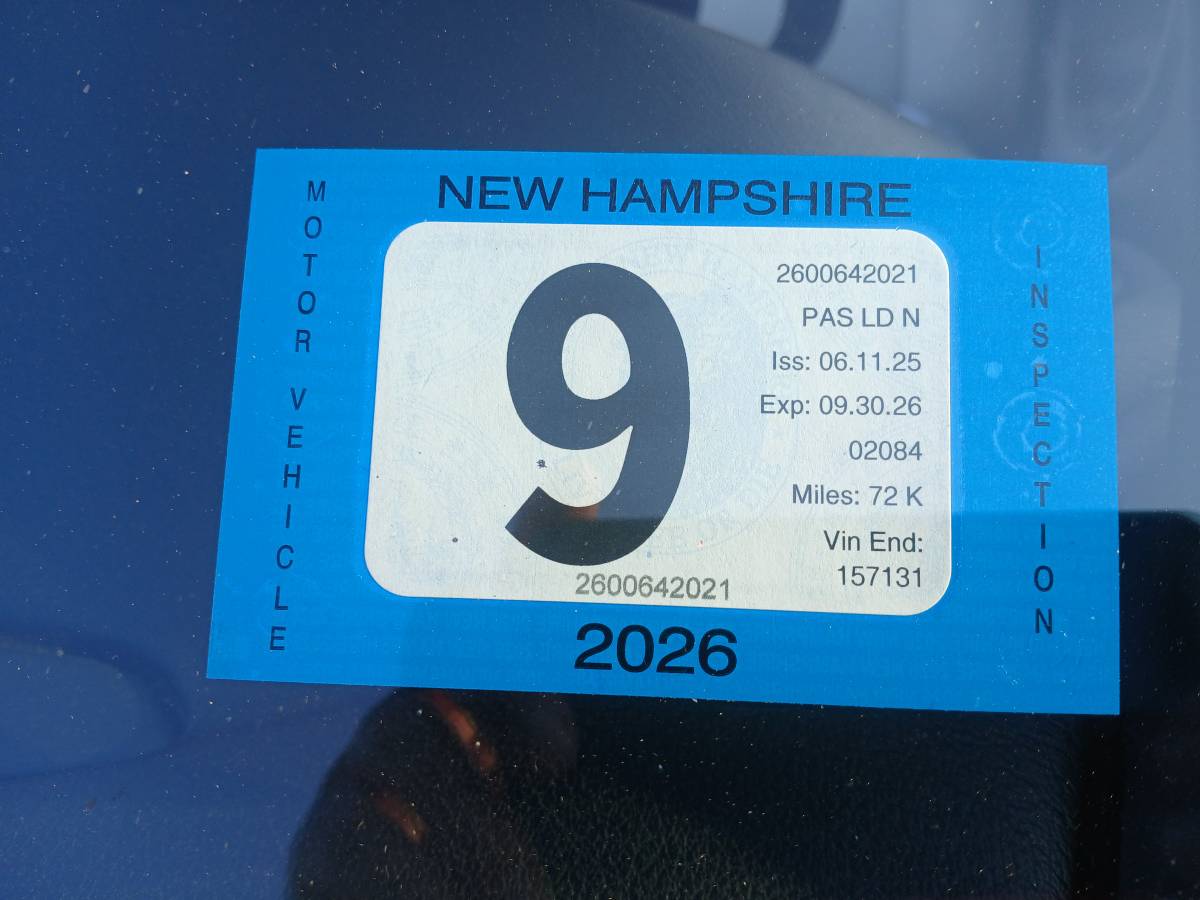 NEW HAMPSHIRE
MOTOR VEHICLE
9
2600642021
PAS LD N
Iss: 06.11.25
Exp: 09.30.26
02084
Miles: 72 K
Vin End:
157131
2600642021
INSPECTION
2026